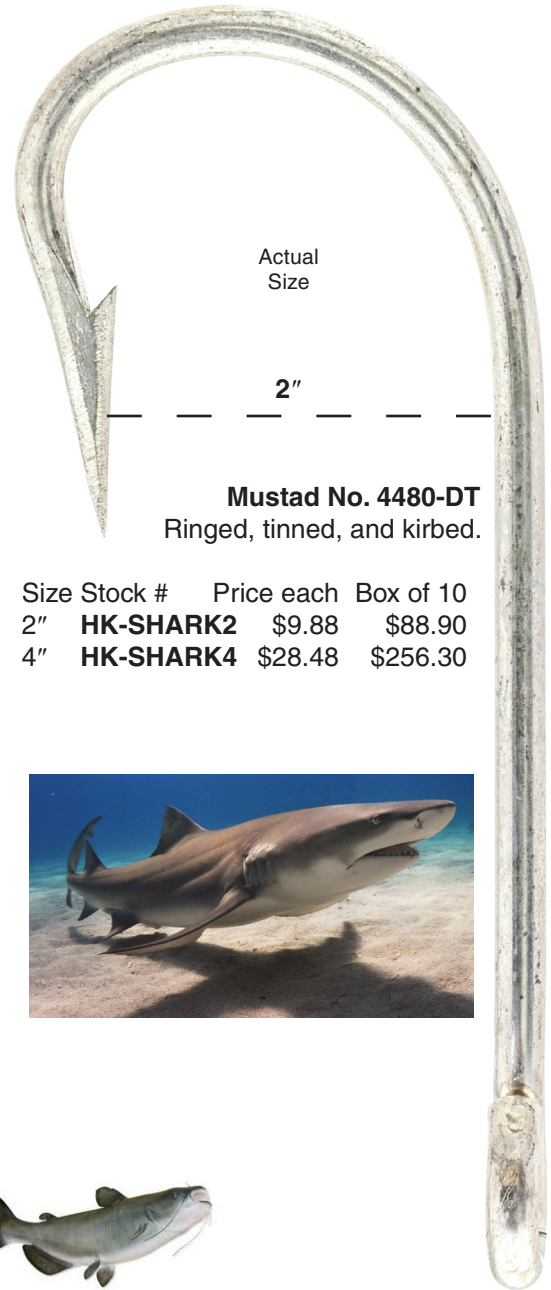 Actual
Size
2″
Mustad No. 4480-DT
Ringed, tinned, and kirbed.
Size Stock # Price each Box of 10
2″ HK-SHARK2 $9.88 $88.90
4″ HK-SHARK4 $28.48 $256.30